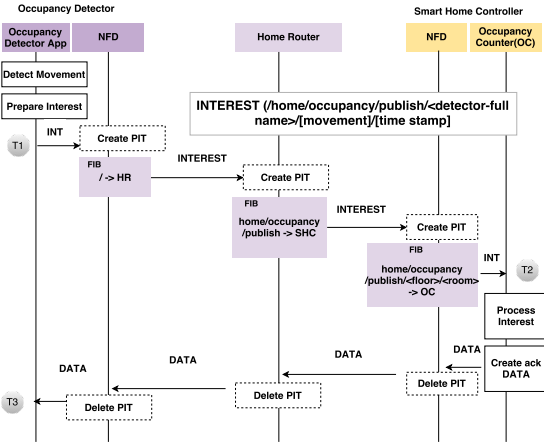 Occupancy Detector
Smart Home Controller
Occupancy
Detector App
NFD
Home Router
NFD
Occupancy
Counter(OC)
Detect Movement
Prepare Interest
INTEREST (/home/occupancy/publish/<detector-full
name>/[movement]/[time stamp]
T1
INT
Create PIT
FIB
/ -> HR
INTEREST
Create PIT
FIB
home/occupancy
/publish -> SHC
INTEREST
Create PIT
FIB
home/occupancy
/publish/<floor>/<room>
-> OC
INT
T2
Process
Interest
Create ack
DATA
DATA
Delete PIT
DATA
Delete PIT
DATA
Delete PIT
DATA
T3